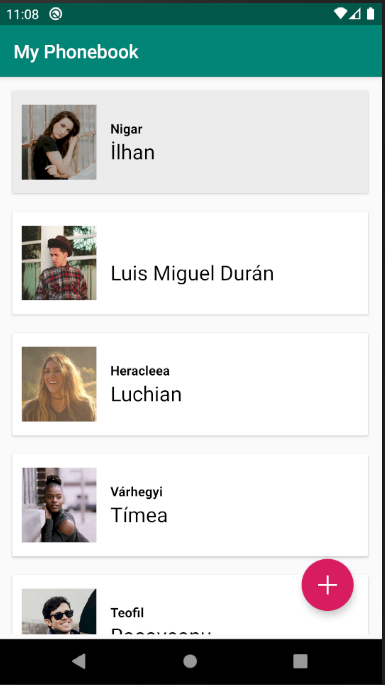 11:08
My Phonebook
Nigar
İlhan
Luis Miguel Durán
Heracleea
Luchian
Várhegyi
Tímea
Teofil